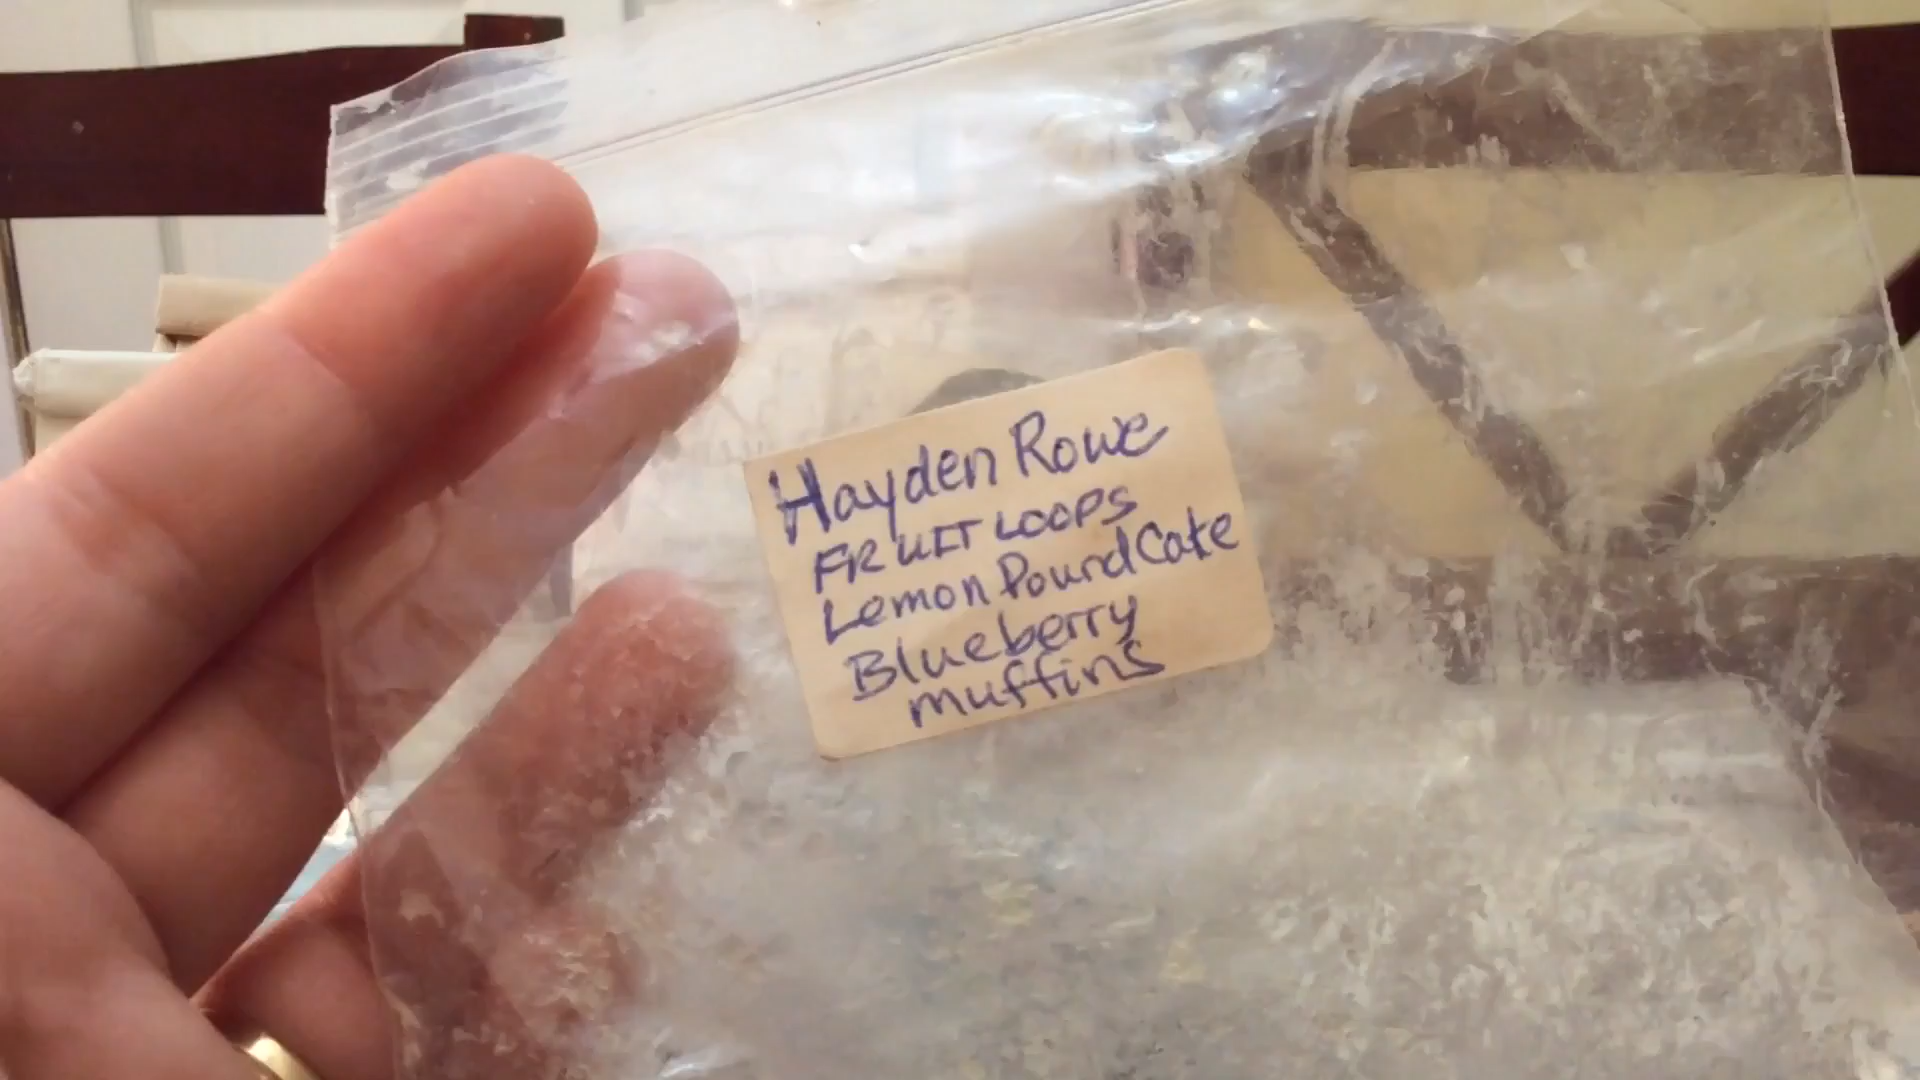 Hayden Rowe
FRUIT LOOPS
Lemon Pound Cake
Blueberry
muffins